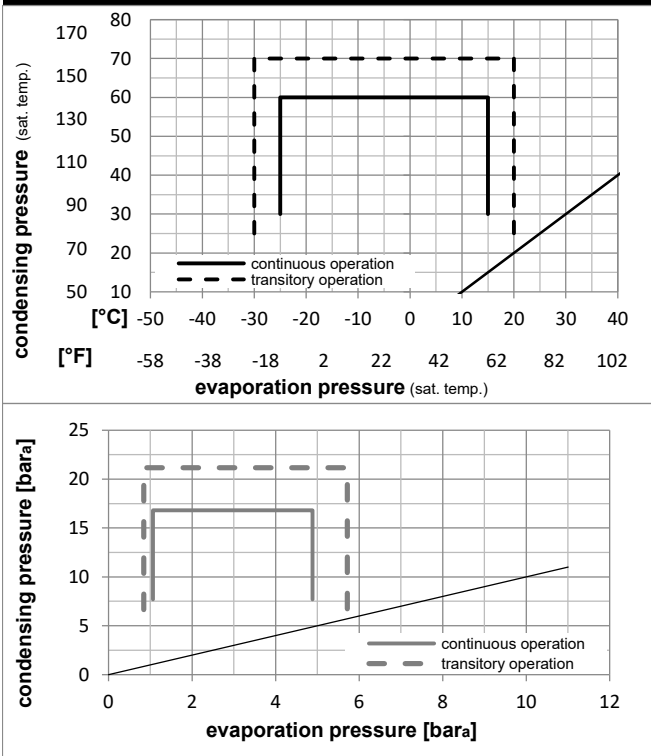 condensing pressure (sat. temp.)
170 80
150 70
130 60
110 50
90 40
70 30
50 20
10
continuous operation
transitory operation
[°C] -50 -40 -30 -20 -10 0 10 20 30 40
[°F] -58 -38 -18 2 22 42 62 82 102
evaporation pressure (sat. temp.)
condensing pressure [bara]
25
20
15
10
5
0
continuous operation
transitory operation
0 2 4 6 8 10 12
evaporation pressure [bara]